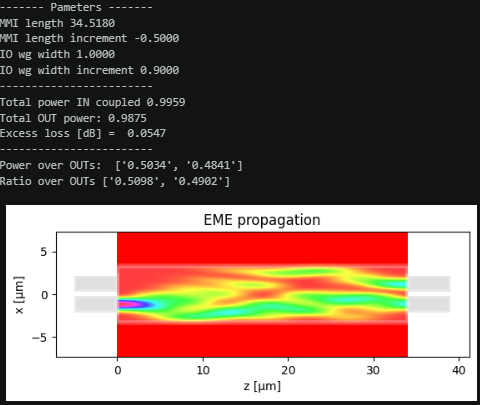 ------- Pameters -------
MMI length 34.5180
MMI length increment -0.5000
IO wg width 1.0000
IO wg width increment 0.9000
-----------------------
Total power IN coupled 0.9959
Total OUT power: 0.9875
Excess loss [dB] =  0.0547
-----------------------
Power over OUTs:  ['0.5034', '0.4841']
Ratio over OUTs ['0.5098', '0.4902']
EME propagation
x [μm]
5
0
−5
0 10 20 30 40
z [μm]